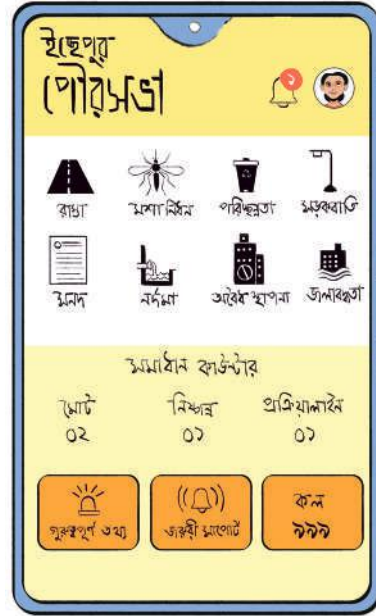 ইছেপুর
পৌরসভা
১
রাস্তা
মশা নিধন
পরিচ্ছন্নতা
সড়কবাতি
সনদ
নর্দমা
অবৈধ স্থাপনা
জলাবদ্ধতা
সমাধান কাউন্টার
মোট
নিষ্পন্ন
প্রক্রিয়ালাইন
০২
০১
০১
গুরুত্বপূর্ণ তথ্য
জরুরী সাপোর্ট
কল
৯৯৯